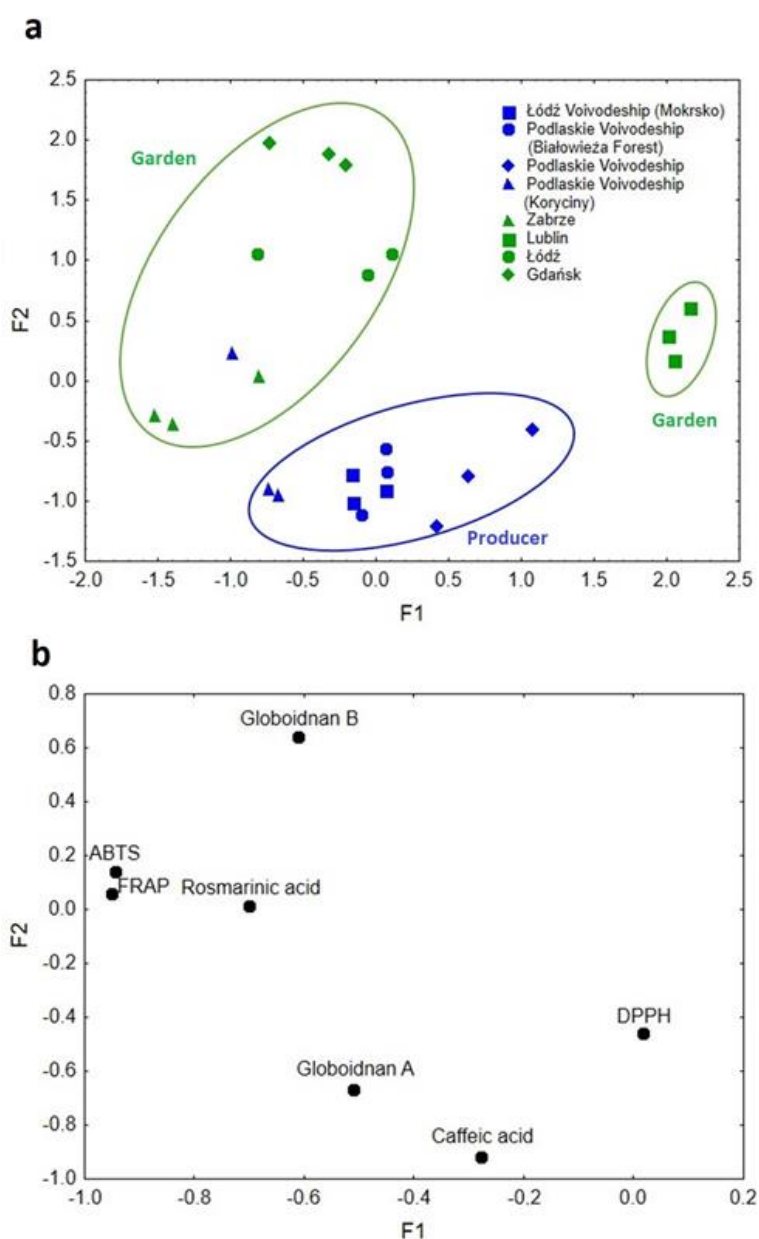 a
2.5
2.0
1.5
1.0
0.5
0.0
-0.5
-1.0
-1.5
F2
-2.0 -1.5 -1.0 -0.5 0.0 0.5 1.0 1.5 2.0 2.5
F1
Garden
Garden
Producer
Łódź Voivodeship (Mokrsko)
Podlaskie Voivodeship
(Białowieża Forest)
Podlaskie Voivodeship
Podlaskie Voivodeship
(Koryciny)
Zabrze
Lublin
Łódź
Gdańsk
b
0.8
0.6
0.4
0.2
0.0
-0.2
-0.4
-0.6
-0.8
-1.0
F2
-1.0 -0.8 -0.6 -0.4 -0.2 0.0 0.2
F1
Globoidnan B
ABTS
FRAP
Rosmarinic acid
DPPH
Globoidnan A
Caffeic acid